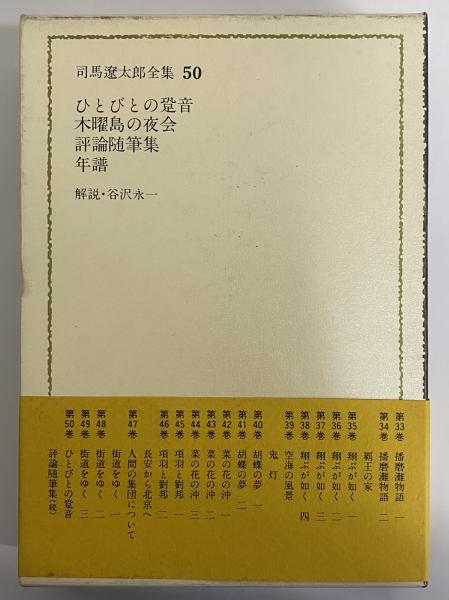 司馬遼太郎全集 50
ひとびとの跫音
木曜島の夜会
評論随筆集
年譜
解説・谷沢永一
第33巻 播磨灘物語 一
第34巻 播磨灘物語 二
覇王の家
第35巻 翔ぶが如く 一
第36巻 翔ぶが如く 二
第37巻 翔ぶが如く 三
第38巻 翔ぶが如く 四
第39巻 空海の風景
鬼灯
第40巻 胡蝶の夢 一
第41巻 胡蝶の夢 二
第42巻 菜の花の沖 一
第43巻 菜の花の沖 二
第44巻 菜の花の沖 三
第45巻 項羽と劉邦 一
第46巻 項羽と劉邦 二
長安から北京へ
第47巻 人間の集団について
街道をゆく 一
第48巻 街道をゆく 二
第49巻 街道をゆく 三
第50巻 ひとびとの跫音
評論随筆集(続)